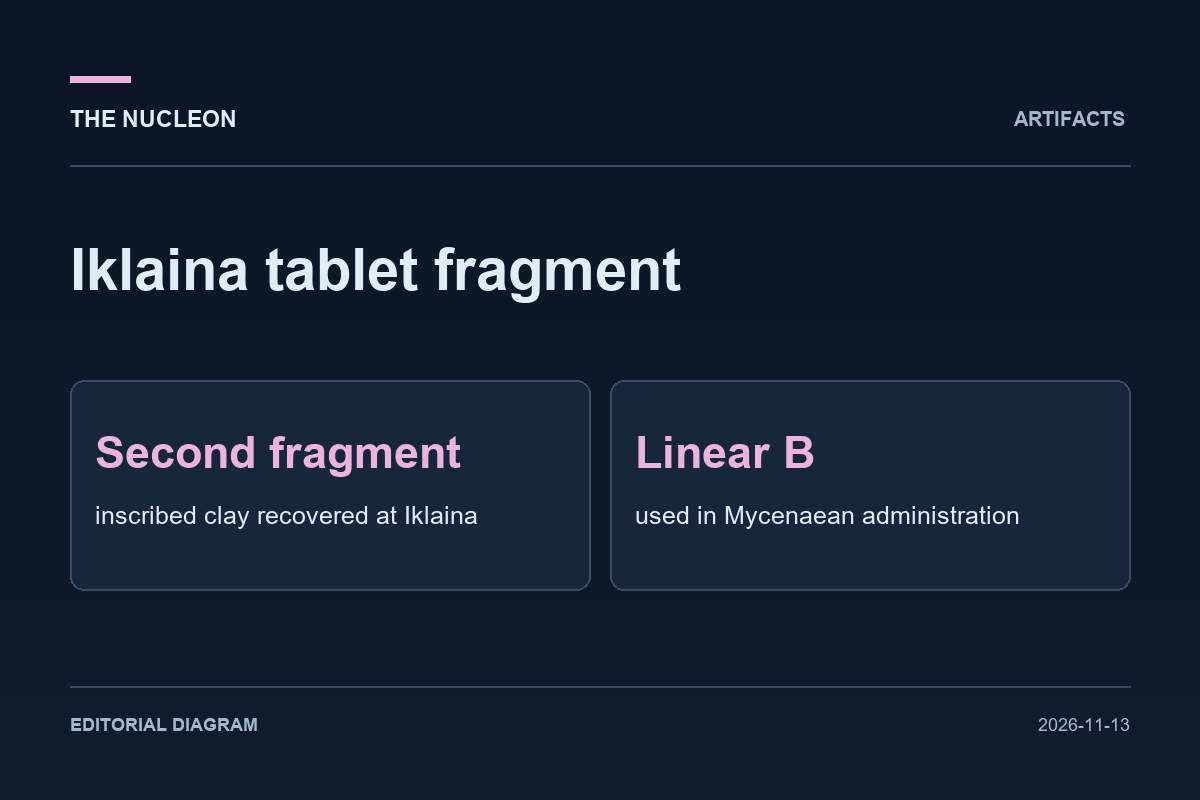 THE NUCLEON
ARTIFACTS
Iklaina tablet fragment
Second fragment
inscribed clay recovered at Iklaina
Linear B
used in Mycenaean administration
EDITORIAL DIAGRAM
2026-11-13